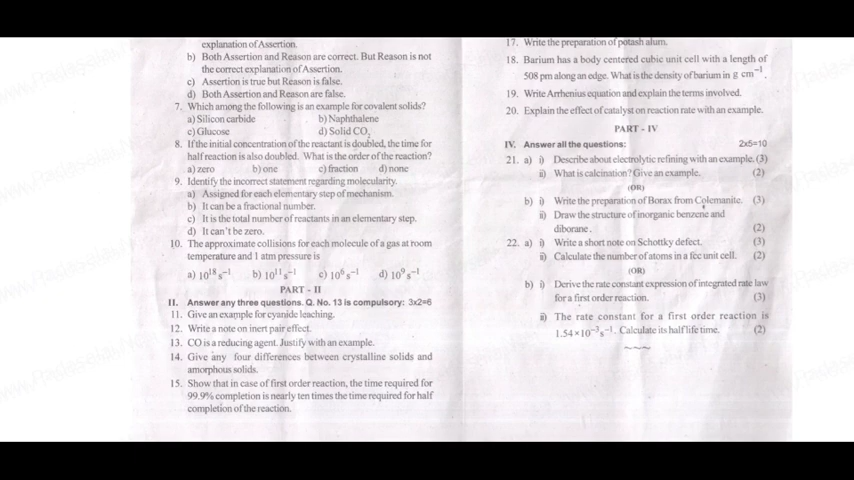 explanation of Assertion.
b) Both Assertion and Reason are correct. But Reason is not
the correct explanation of Assertion.
c) Assertion is true but Reason is false.
d) Both Assertion and Reason are false.
7. Which among the following is an example for covalent solids?
a) Silicon carbide b) Naphthalene
c) Glucose d) Solid CO₂
8. If the initial concentration of the reactant is doubled, the time for
half reaction is also doubled. What is the order of the reaction?
a) zero b) one c) fraction d) none
9. Identify the incorrect statement regarding molecularity.
a) Assigned for each elementary step of mechanism.
b) It can be a fractional number.
c) It is the total number of reactants in an elementary step.
d) It can't be zero.
10. The approximate collisions for each molecule of a gas at room
temperature and 1 atm pressure is
a) 10¹⁸s⁻¹ b) 10¹¹s⁻¹ c) 10⁶s⁻¹ d) 10⁹s⁻¹
PART - II
II. Answer any three questions. Q. No. 13 is compulsory: 3x2=6
11. Give an example for cyanide leaching.
12. Write a note on inert pair effect.
13. CO is a reducing agent. Justify with an example.
14. Give any four differences between crystalline solids and
amorphous solids.
15. Show that in case of first order reaction, the time required for
99.9% completion is nearly ten times the time required for half
completion of the reaction.
17. Write the preparation of potash alum.
18. Barium has a body centered cubic unit cell with a length of
508 pm along an edge. What is the density of barium in g cm⁻¹.
19. Write Arrhenius equation and explain the terms involved.
20. Explain the effect of catalyst on reaction rate with an example.
PART - IV
IV. Answer all the questions: 2x5=10
21. a) i) Describe about electrolytic refining with an example. (3)
ii) What is calcination? Give an example. (2)
(OR)
b) i) Write the preparation of Borax from Colemanite. (3)
ii) Draw the structure of inorganic benzene and
diborane. (2)
22. a) i) Write a short note on Schottky defect. (3)
ii) Calculate the number of atoms in a fcc unit cell. (2)
(OR)
b) i) Derive the rate constant expression of integrated rate law
for a first order reaction. (3)
ii) The rate constant for a first order reaction is
1.54×10⁻³s⁻¹. Calculate its half life time. (2)